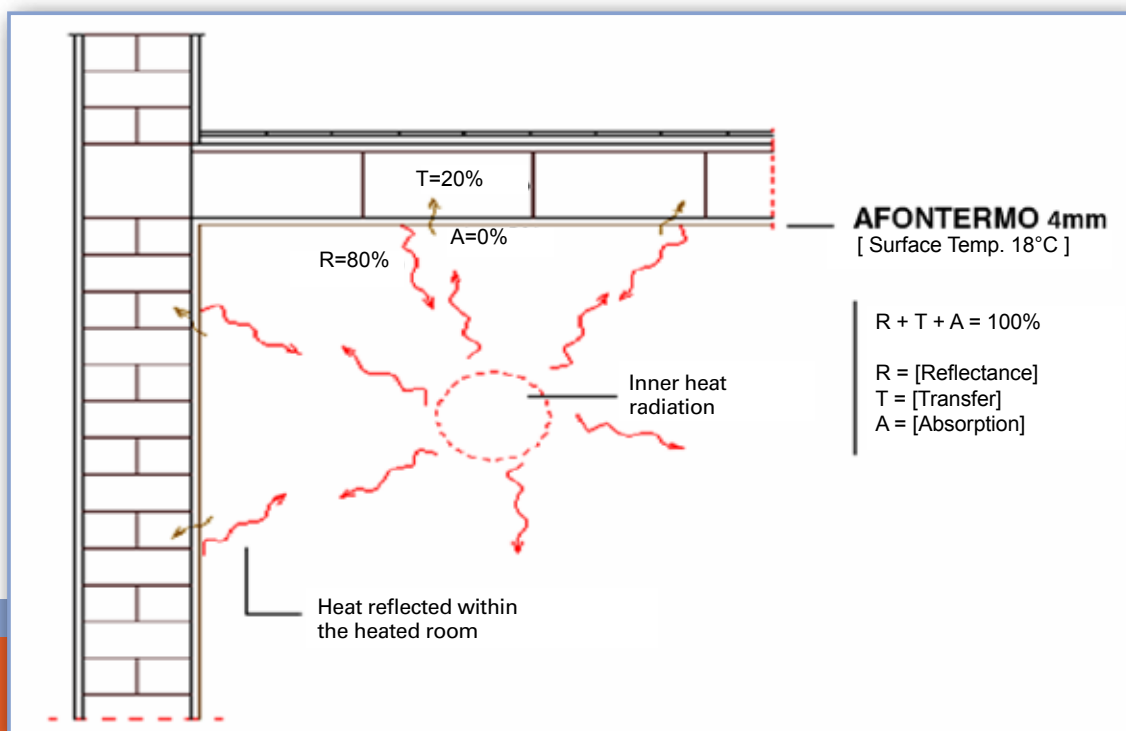 T=20%
A=0%
R=80%
AFONTERMO 4mm
[ Surface Temp. 18°C ]
R + T + A = 100%
R = [Reflectance]
T = [Transfer]
A = [Absorption]
Inner heat
radiation
Heat reflected within
the heated room